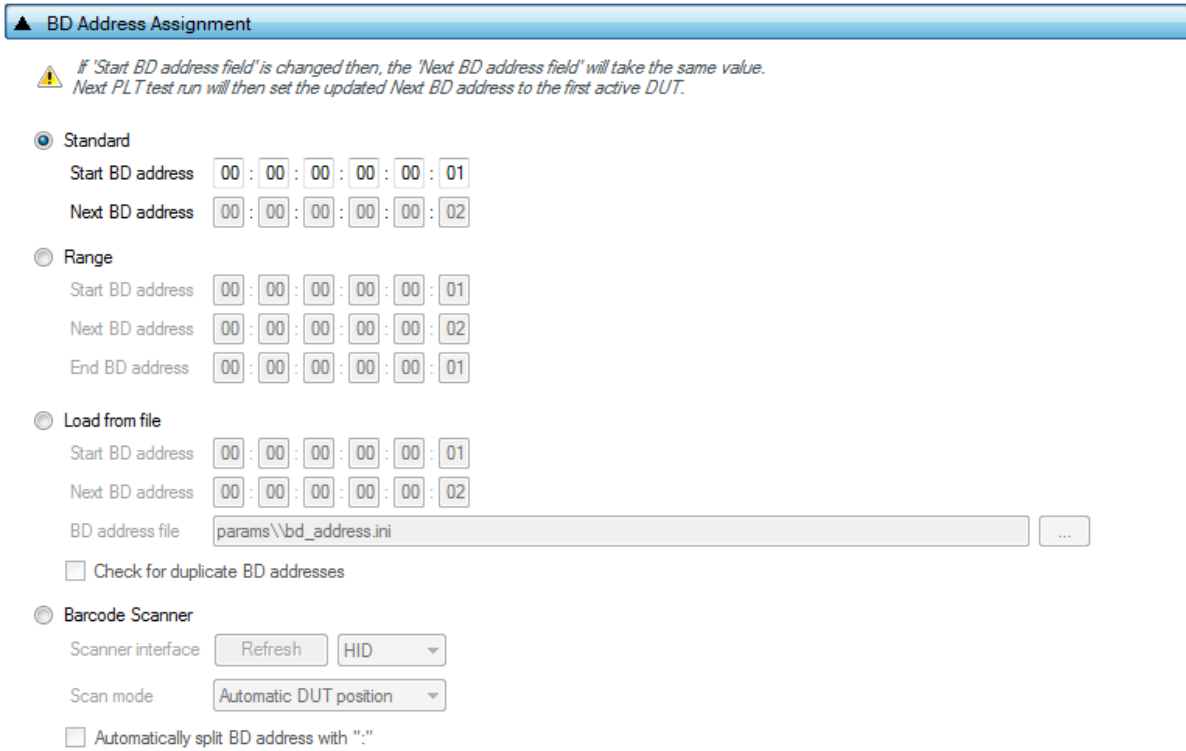 BD Address Assignment
If 'Start BD address field' is changed then, the 'Next BD address field' will take the same value.
Next PLT test run will then set the updated Next BD address to the first active DUT.
Standard
Start BD address 00 : 00 : 00 : 00 : 00 : 01
Next BD address 00 : 00 : 00 : 00 : 00 : 02
Range
Start BD address 00 : 00 : 00 : 00 : 00 : 01
Next BD address 00 : 00 : 00 : 00 : 00 : 02
End BD address 00 : 00 : 00 : 00 : 00 : 01
Load from file
Start BD address 00 : 00 : 00 : 00 : 00 : 01
Next BD address 00 : 00 : 00 : 00 : 00 : 02
BD address file params\\bd_address.ini ...
Check for duplicate BD addresses
Barcode Scanner
Scanner interface Refresh HID
Scan mode Automatic DUT position
Automatically split BD address with ":"